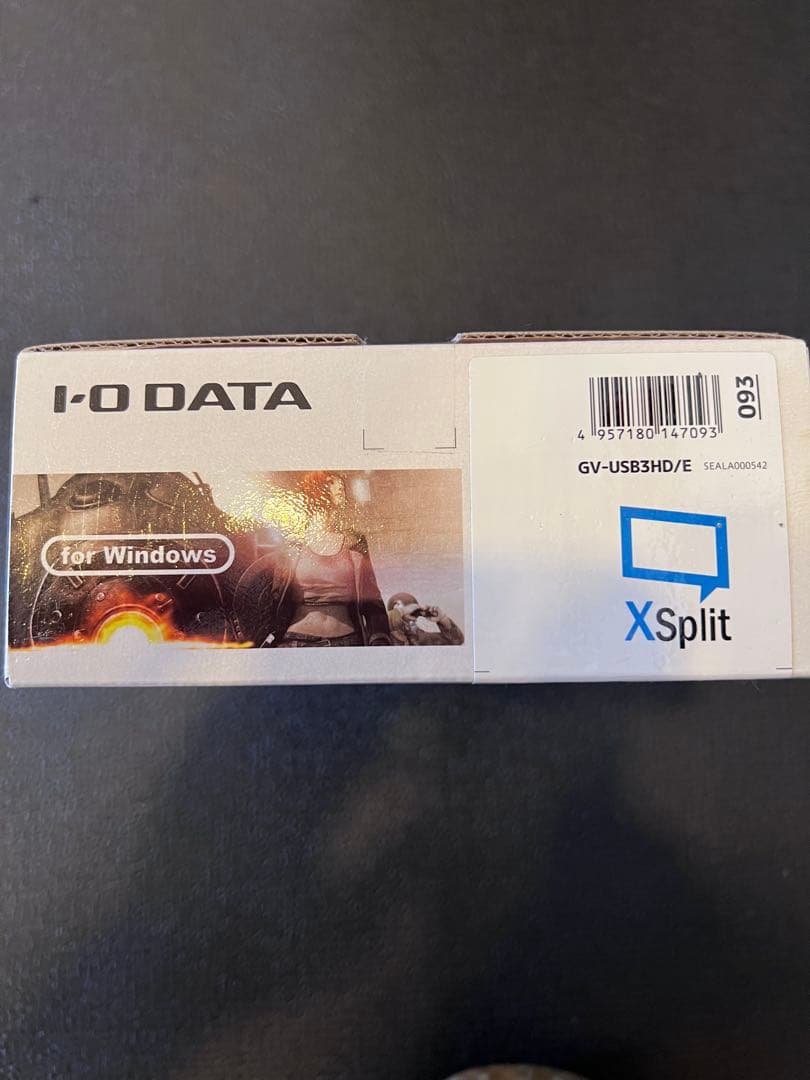 I-O DATA
for Windows
093
4 957180 147093
GV-USB3HD/E SEALA000542
XSplit